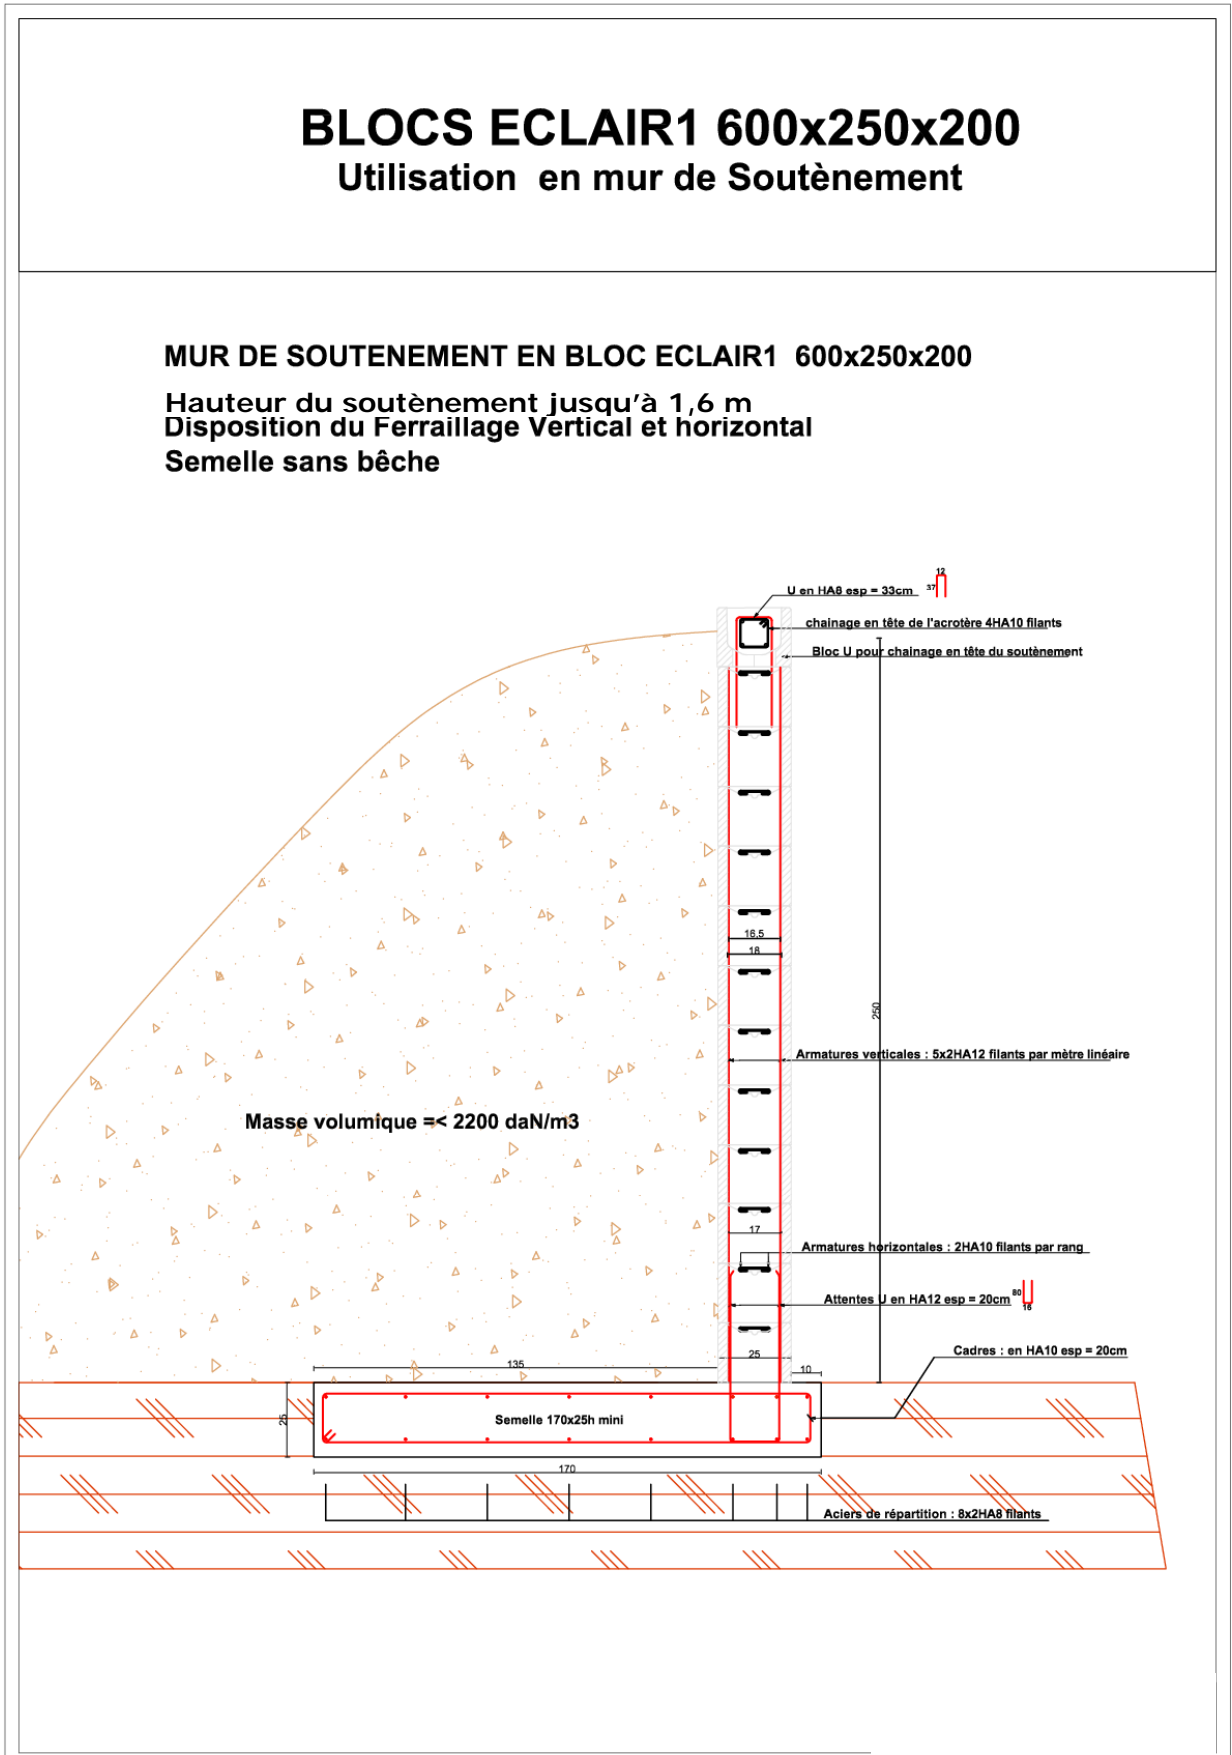 BLOCS ECLAIR1 600x250x200
Utilisation en mur de Soutènement
MUR DE SOUTENEMENT EN BLOC ECLAIR1 600x250x200
Hauteur du soutènement jusqu'à 1,6 m
Disposition du Ferraillage Vertical et horizontal
Semelle sans bêche
12
37
U en HA8 esp = 33cm
chainage en tête de l'acrotère 4HA10 filants
Bloc U pour chainage en tête du soutènement
16,5
18
250
Armatures verticales : 5x2HA12 filants par mètre linéaire
Masse volumique =< 2200 daN/m3
17
Armatures horizontales : 2HA10 filants par rang
80
Attentes U en HA12 esp = 20cm
16
Cadres : en HA10 esp = 20cm
25
135
10
25
Semelle 170x25h mini
170
Aciers de répartition : 8x2HA8 filants